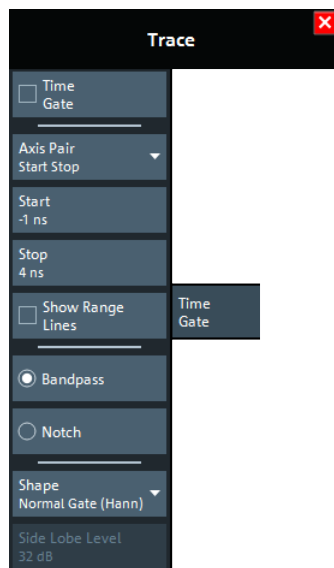 Trace
Time
Gate
Axis Pair
Start Stop
Start
-1 ns
Stop
4 ns
Show Range
Lines
Time
Gate
Bandpass
Notch
Shape
Normal Gate (Hann)
Side Lobe Level
32 dB